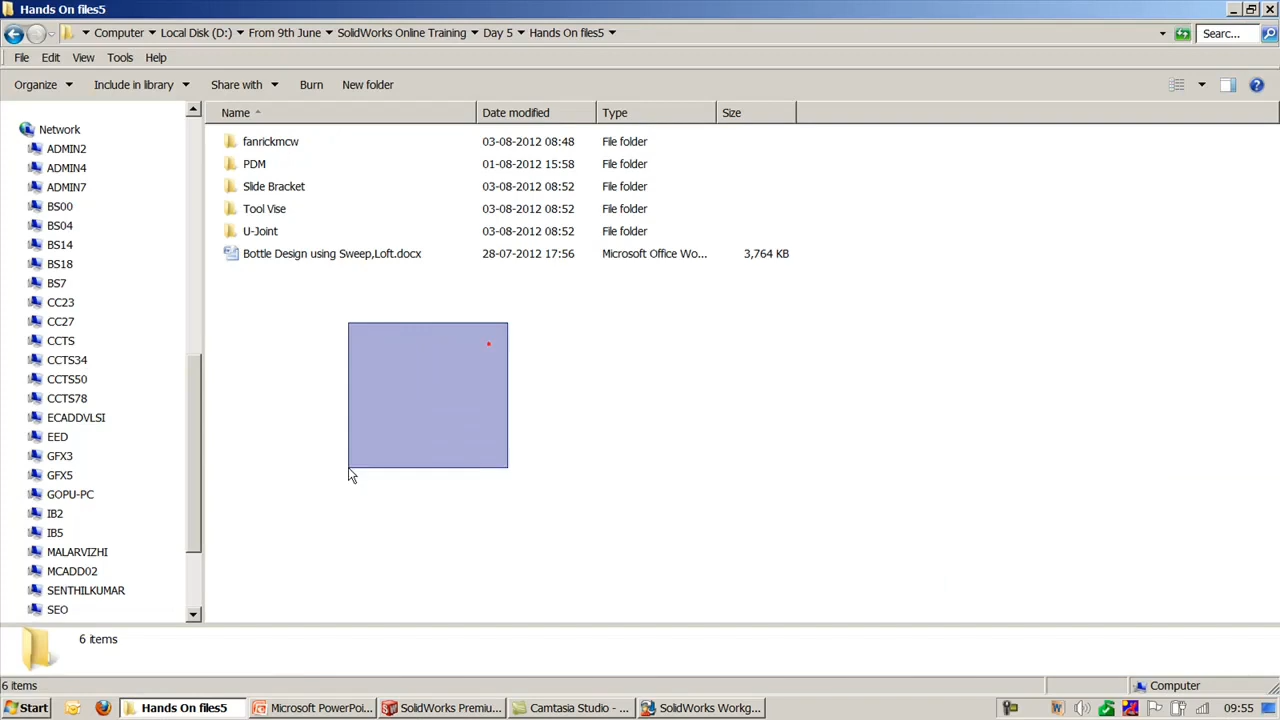 Hands On files5
Computer Local Disk (D:) From 9th June SolidWorks Online Training Day 5 Hands On files5 Searc...
File Edit View Tools Help
Organize Include in library Share with Burn New folder
Name Date modified Type Size
Network
ADMIN2
ADMIN4
ADMIN7
BS00
BS04
BS14
BS18
BS7
CC23
CC27
CCTS
CCTS34
CCTS50
CCTS78
ECADDVLSI
EED
GFX3
GFX5
GOPU-PC
IB2
IB5
MALARVIZHI
MCADD02
SENTHILKUMAR
SEO
fanrickmcw 03-08-2012 08:48 File folder
PDM 01-08-2012 15:58 File folder
Slide Bracket 03-08-2012 08:52 File folder
Tool Vise 03-08-2012 08:52 File folder
U-Joint 03-08-2012 08:52 File folder
Bottle Design using Sweep,Loft.docx 28-07-2012 17:56 Microsoft Office Wo... 3,764 KB
6 items
6 items Computer
Start Hands On files5 Microsoft PowerPoi... SolidWorks Premiu... Camtasia Studio - ... SolidWorks Workg... 09:55